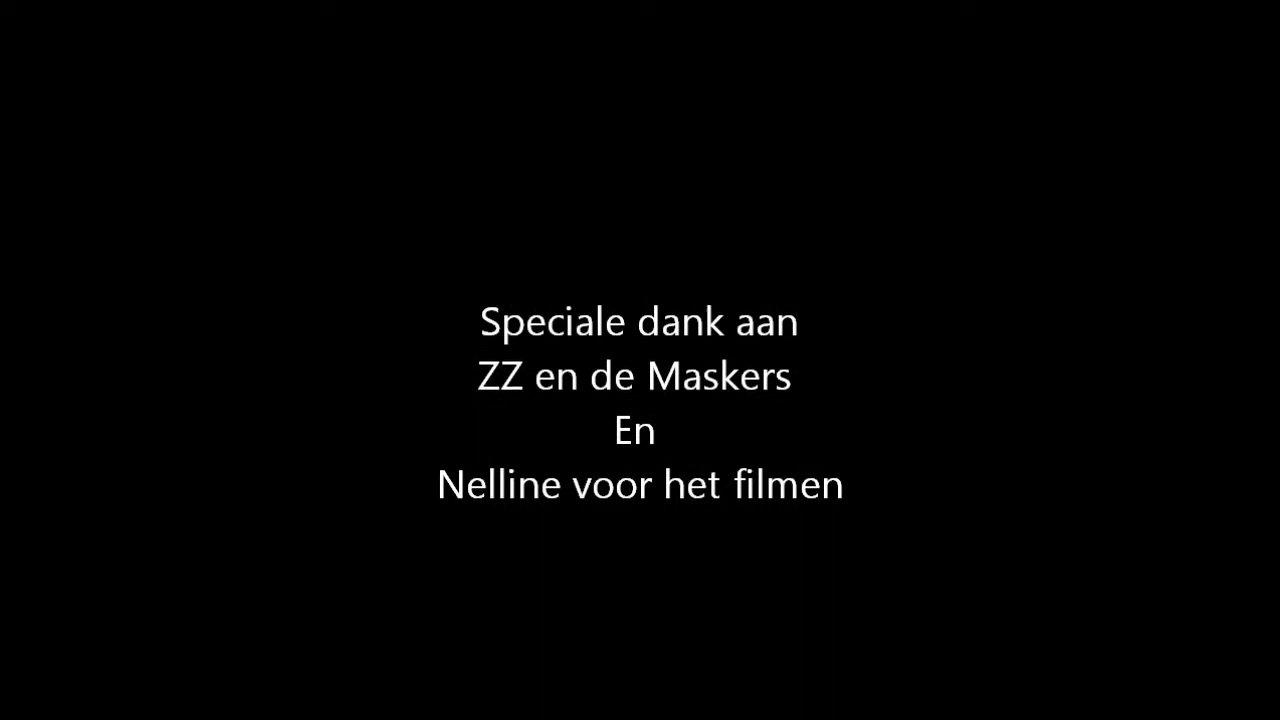 Speciale dank aan
ZZ en de Maskers
En
Nelline voor het filmen